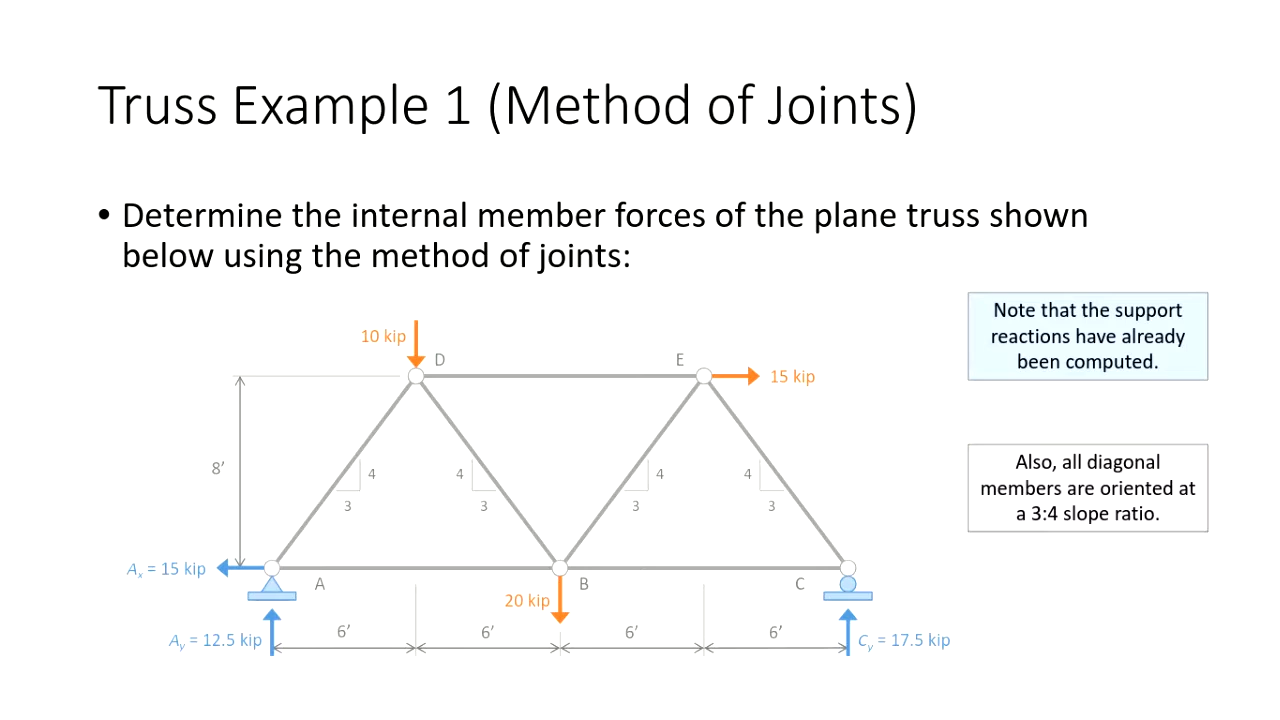 Truss Example 1 (Method of Joints)
• Determine the internal member forces of the plane truss shown
below using the method of joints:
Note that the support
reactions have already
been computed.
10 kip
D
E
15 kip
8′
4
3
4
3
4
3
4
3
Also, all diagonal
members are oriented at
a 3:4 slope ratio.
Aₓ = 15 kip
A
B
C
20 kip
Aᵧ = 12.5 kip
6′
6′
6′
6′
Cᵧ = 17.5 kip